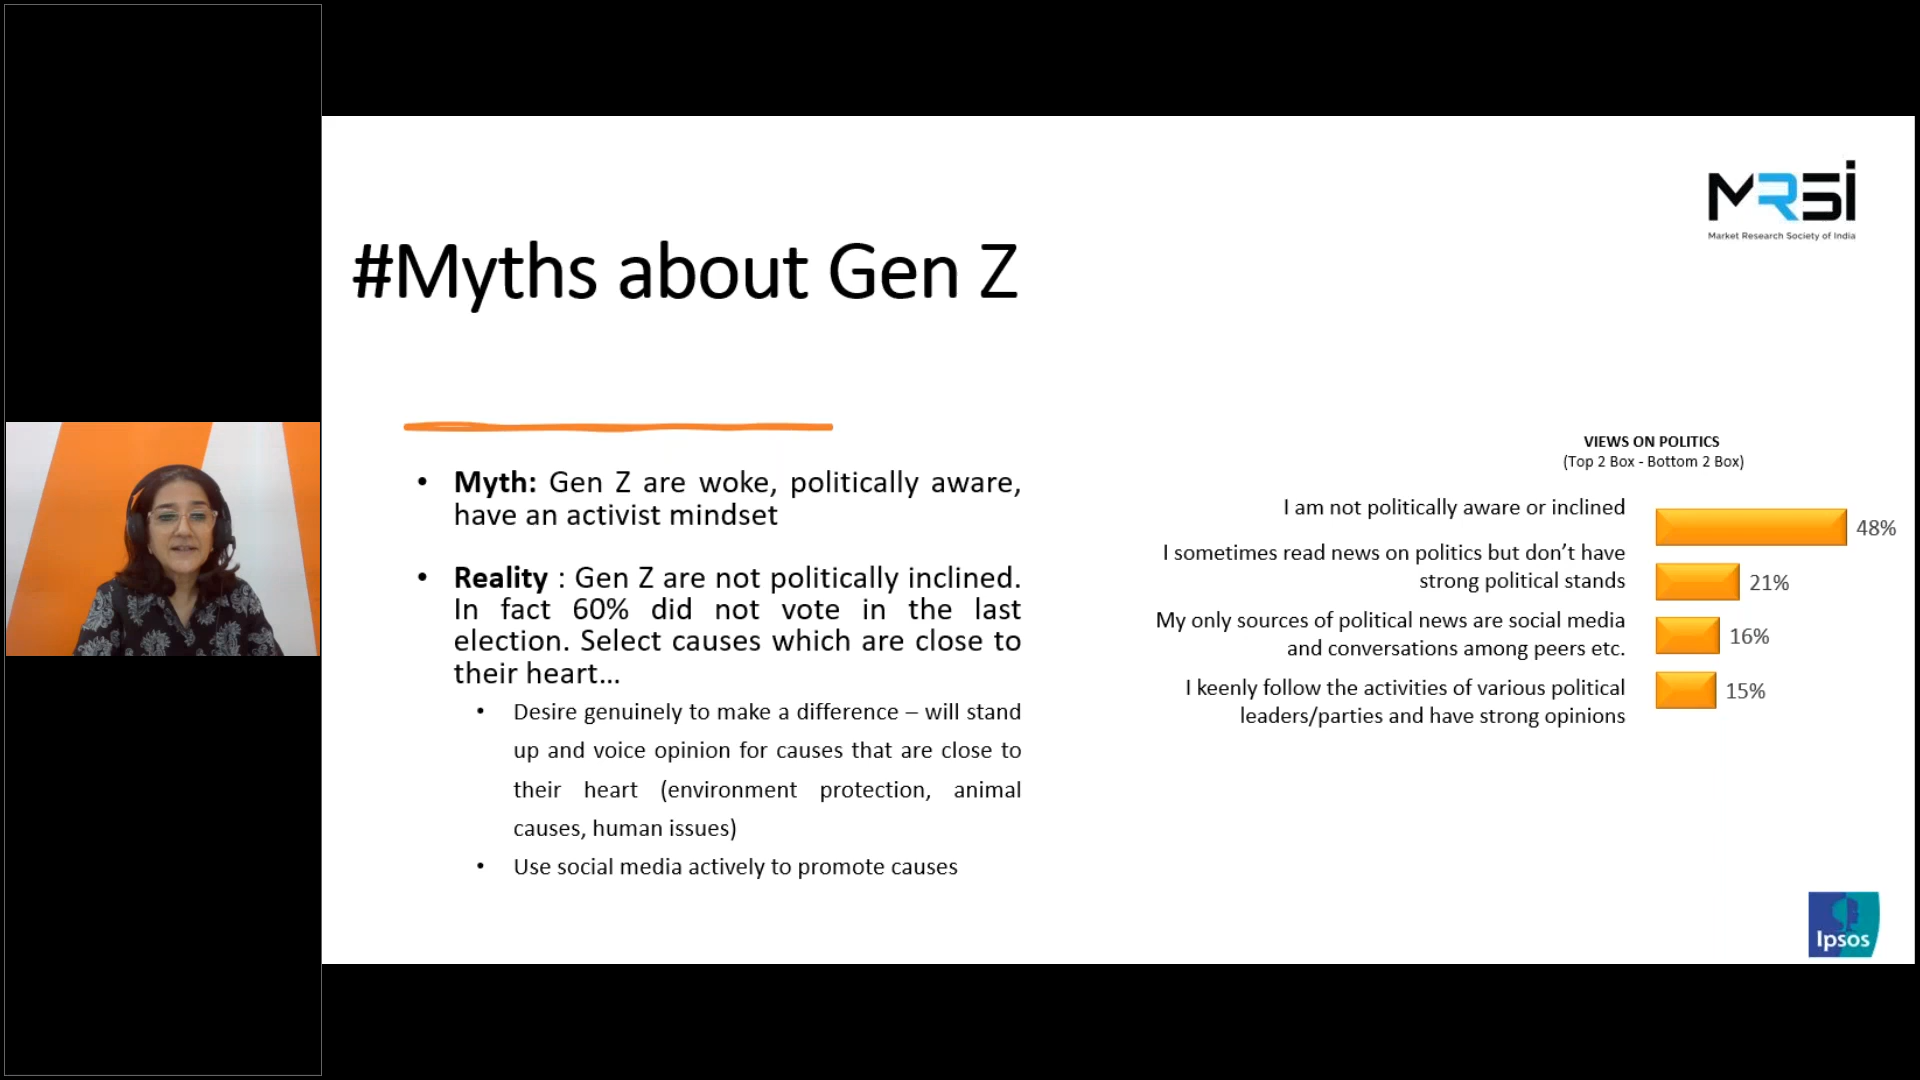 MRSi
Market Research Society of India
#Myths about Gen Z
• Myth: Gen Z are woke, politically aware,
have an activist mindset
• Reality : Gen Z are not politically inclined.
In fact 60% did not vote in the last
election. Select causes which are close to
their heart…
• Desire genuinely to make a difference – will stand
up and voice opinion for causes that are close to
their heart (environment protection, animal
causes, human issues)
• Use social media actively to promote causes
VIEWS ON POLITICS
(Top 2 Box - Bottom 2 Box)
I am not politically aware or inclined
48%
I sometimes read news on politics but don’t have
strong political stands
21%
My only sources of political news are social media
and conversations among peers etc.
16%
I keenly follow the activities of various political
leaders/parties and have strong opinions
15%
Ipsos